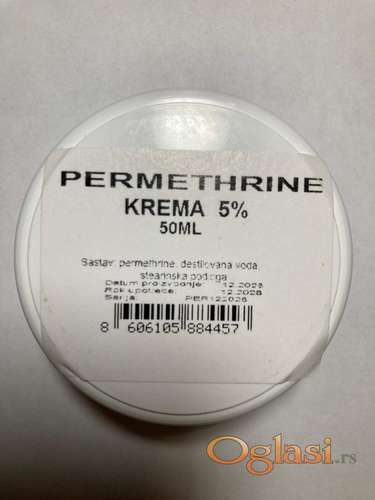 PERMETHRINE
KREMA 5%
50ML
Sastav: permethrine, destilovana voda,
stearinska podloga
Datum proizvodnje: 12.2026
Rok upotrebe: 12.2028
Serija: PER122026
8 606105 884457
Oglasi.rs